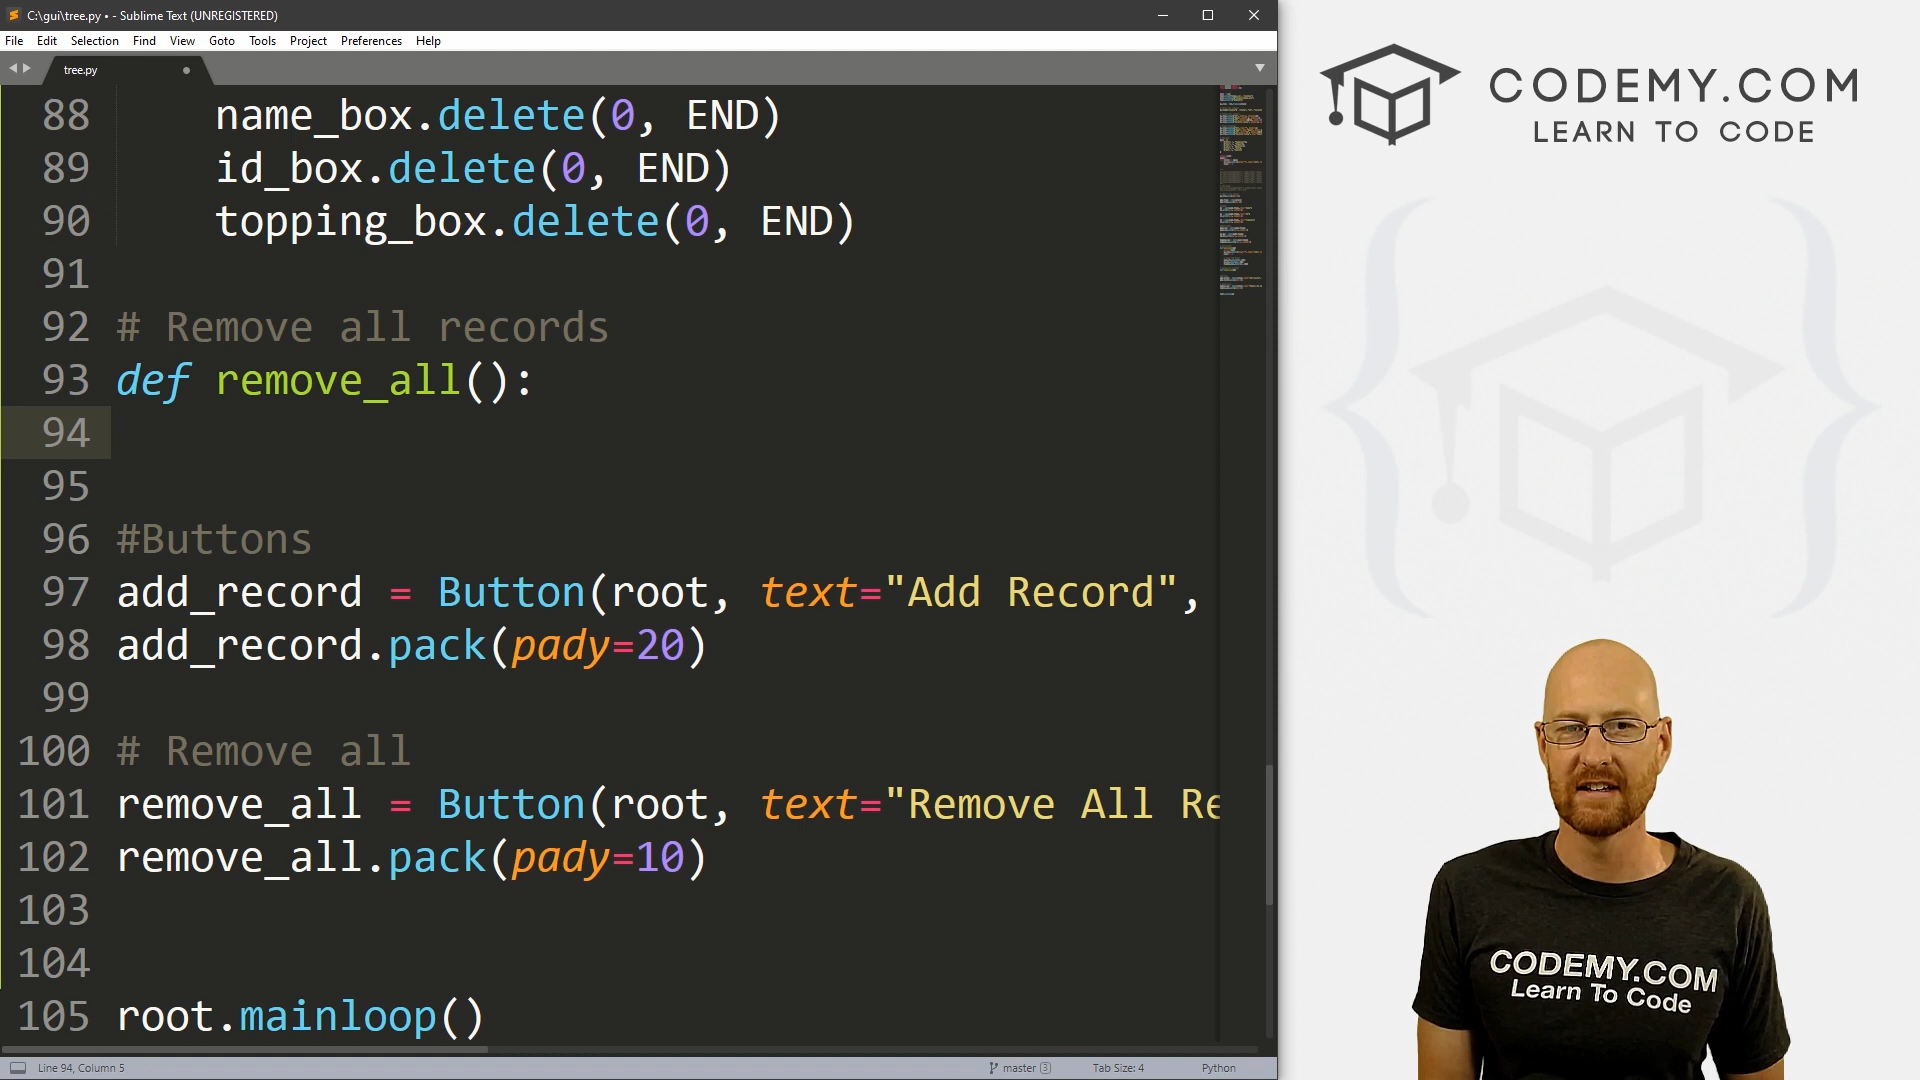 C:\gui\tree.py • - Sublime Text (UNREGISTERED)
File Edit Selection Find View Goto Tools Project Preferences Help
tree.py
88 name_box.delete(0, END)
89 id_box.delete(0, END)
90 topping_box.delete(0, END)
91
92 # Remove all records
93 def remove_all():
94
95
96 #Buttons
97 add_record = Button(root, text="Add Record",
98 add_record.pack(pady=20)
99
100 # Remove all
101 remove_all = Button(root, text="Remove All Re
102 remove_all.pack(pady=10)
103
104
105 root.mainloop()
Line 94, Column 5
master 3
Tab Size: 4
Python
CODEMY.COM
LEARN TO CODE
CODEMY.COM
Learn To Code